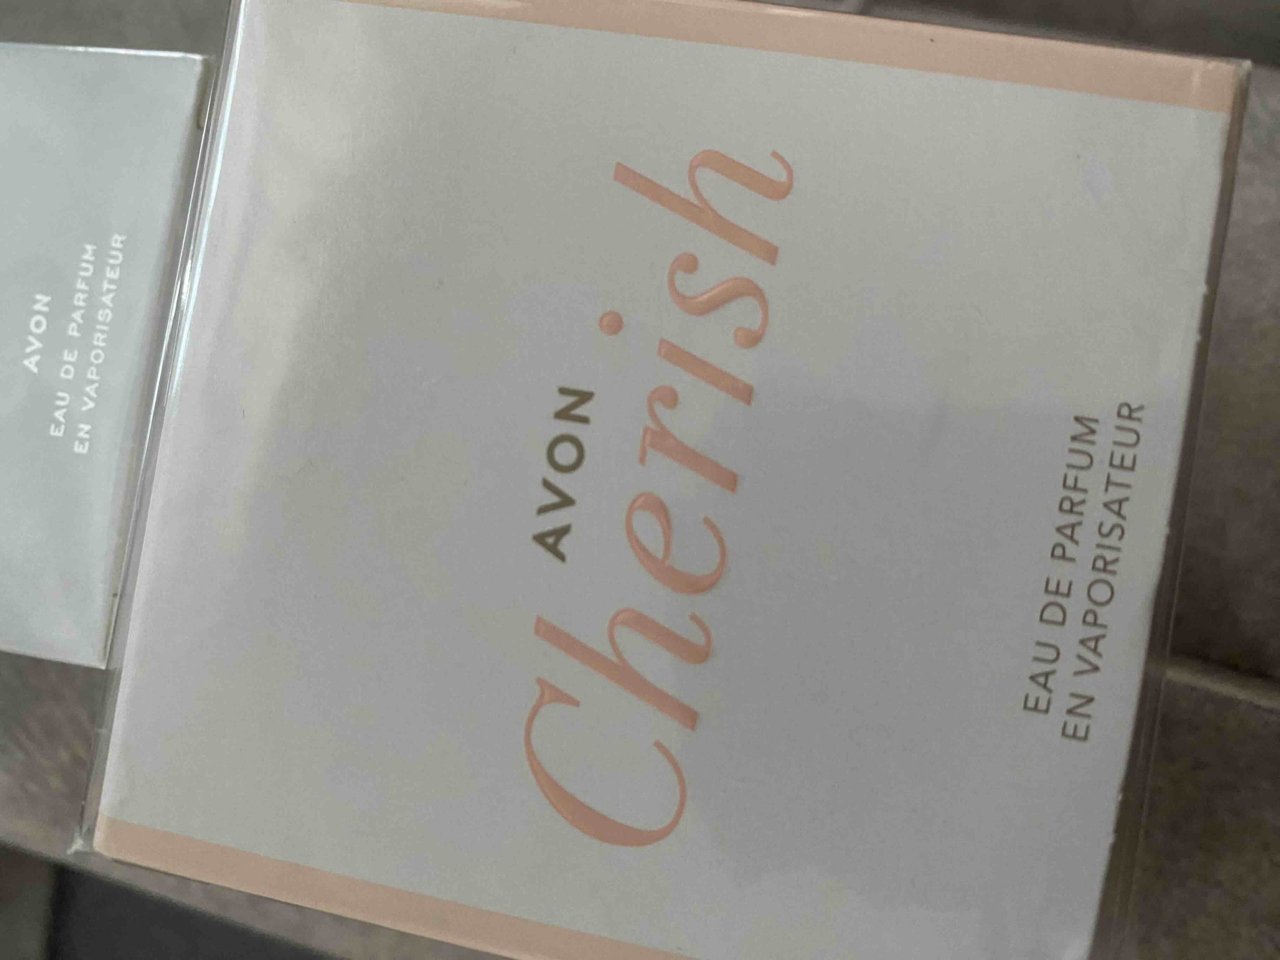 AVON
Cherish
EAU DE PARFUM
EN VAPORISATEUR
AVON
EAU DE PARFUM
EN VAPORISATEUR